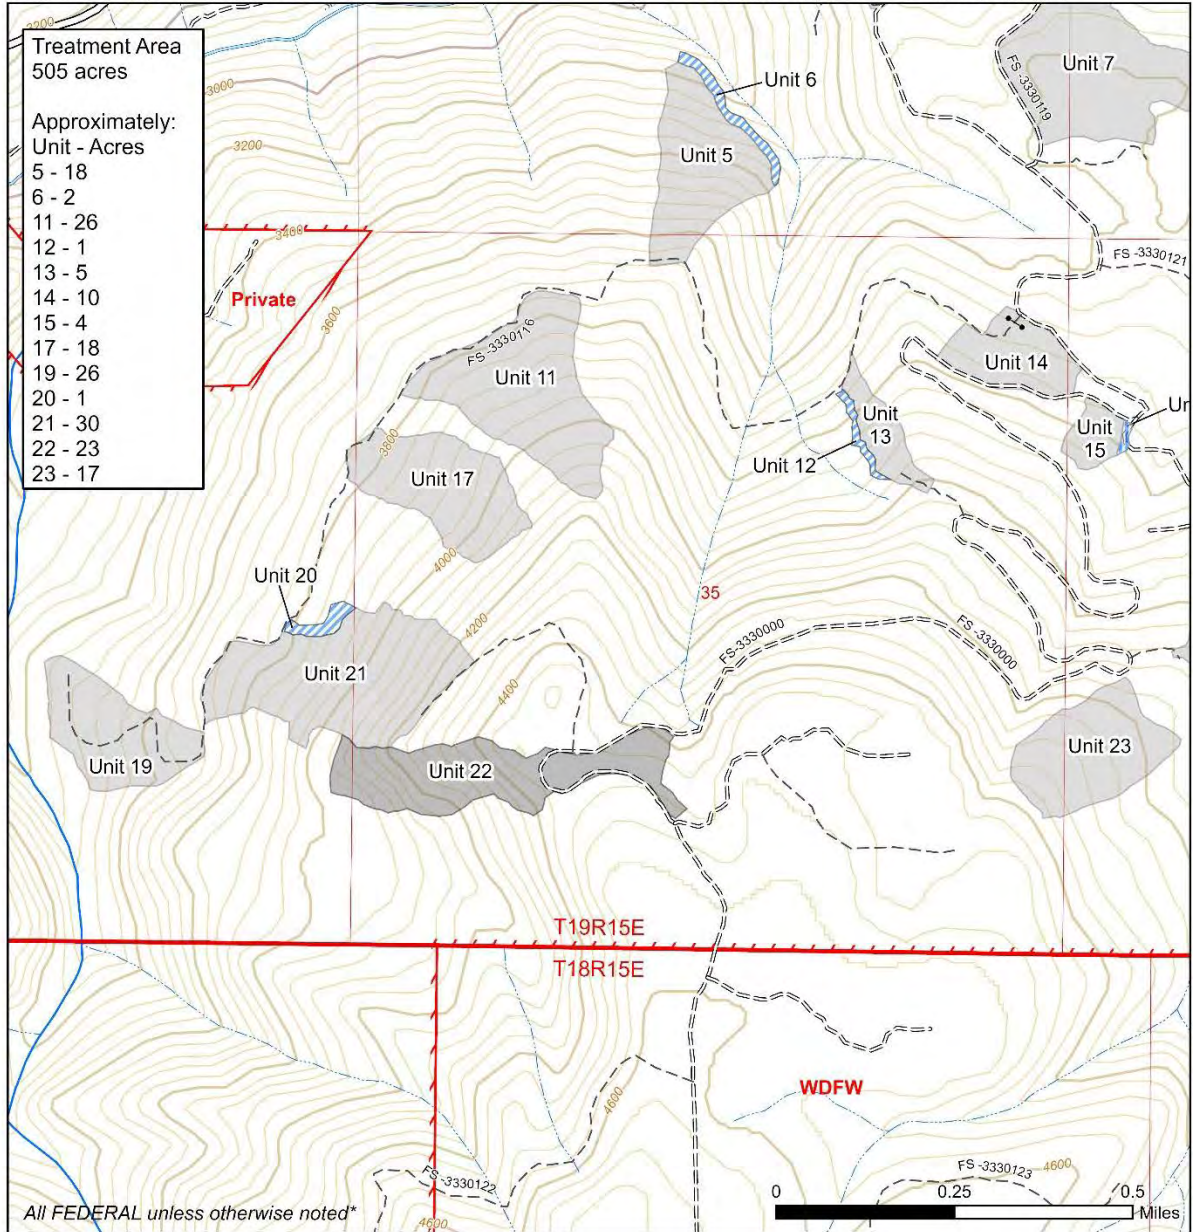 3200
Treatment Area
505 acres
Approximately:
Unit - Acres
5 - 18
6 - 2
11 - 26
12 - 1
13 - 5
14 - 10
15 - 4
17 - 18
19 - 26
20 - 1
21 - 30
22 - 23
23 - 17
3000
3200
Unit 6
Unit 5
FS -3330119
Unit 7
3400
Private
3600
FS -3330121
FS -3330116
Unit 11
Unit 14
Unit
13
Unit
15
Un
3800
Unit 17
Unit 12
4000
Unit 20
35
4200
FS-3330000
FS -3330000
Unit 21
4400
Unit 19
Unit 22
Unit 23
T19R15E
T18R15E
WDFW
4600
FS -3330122
FS -3330123
4600
4600
All FEDERAL unless otherwise noted*
0
0.25
0.5
Miles